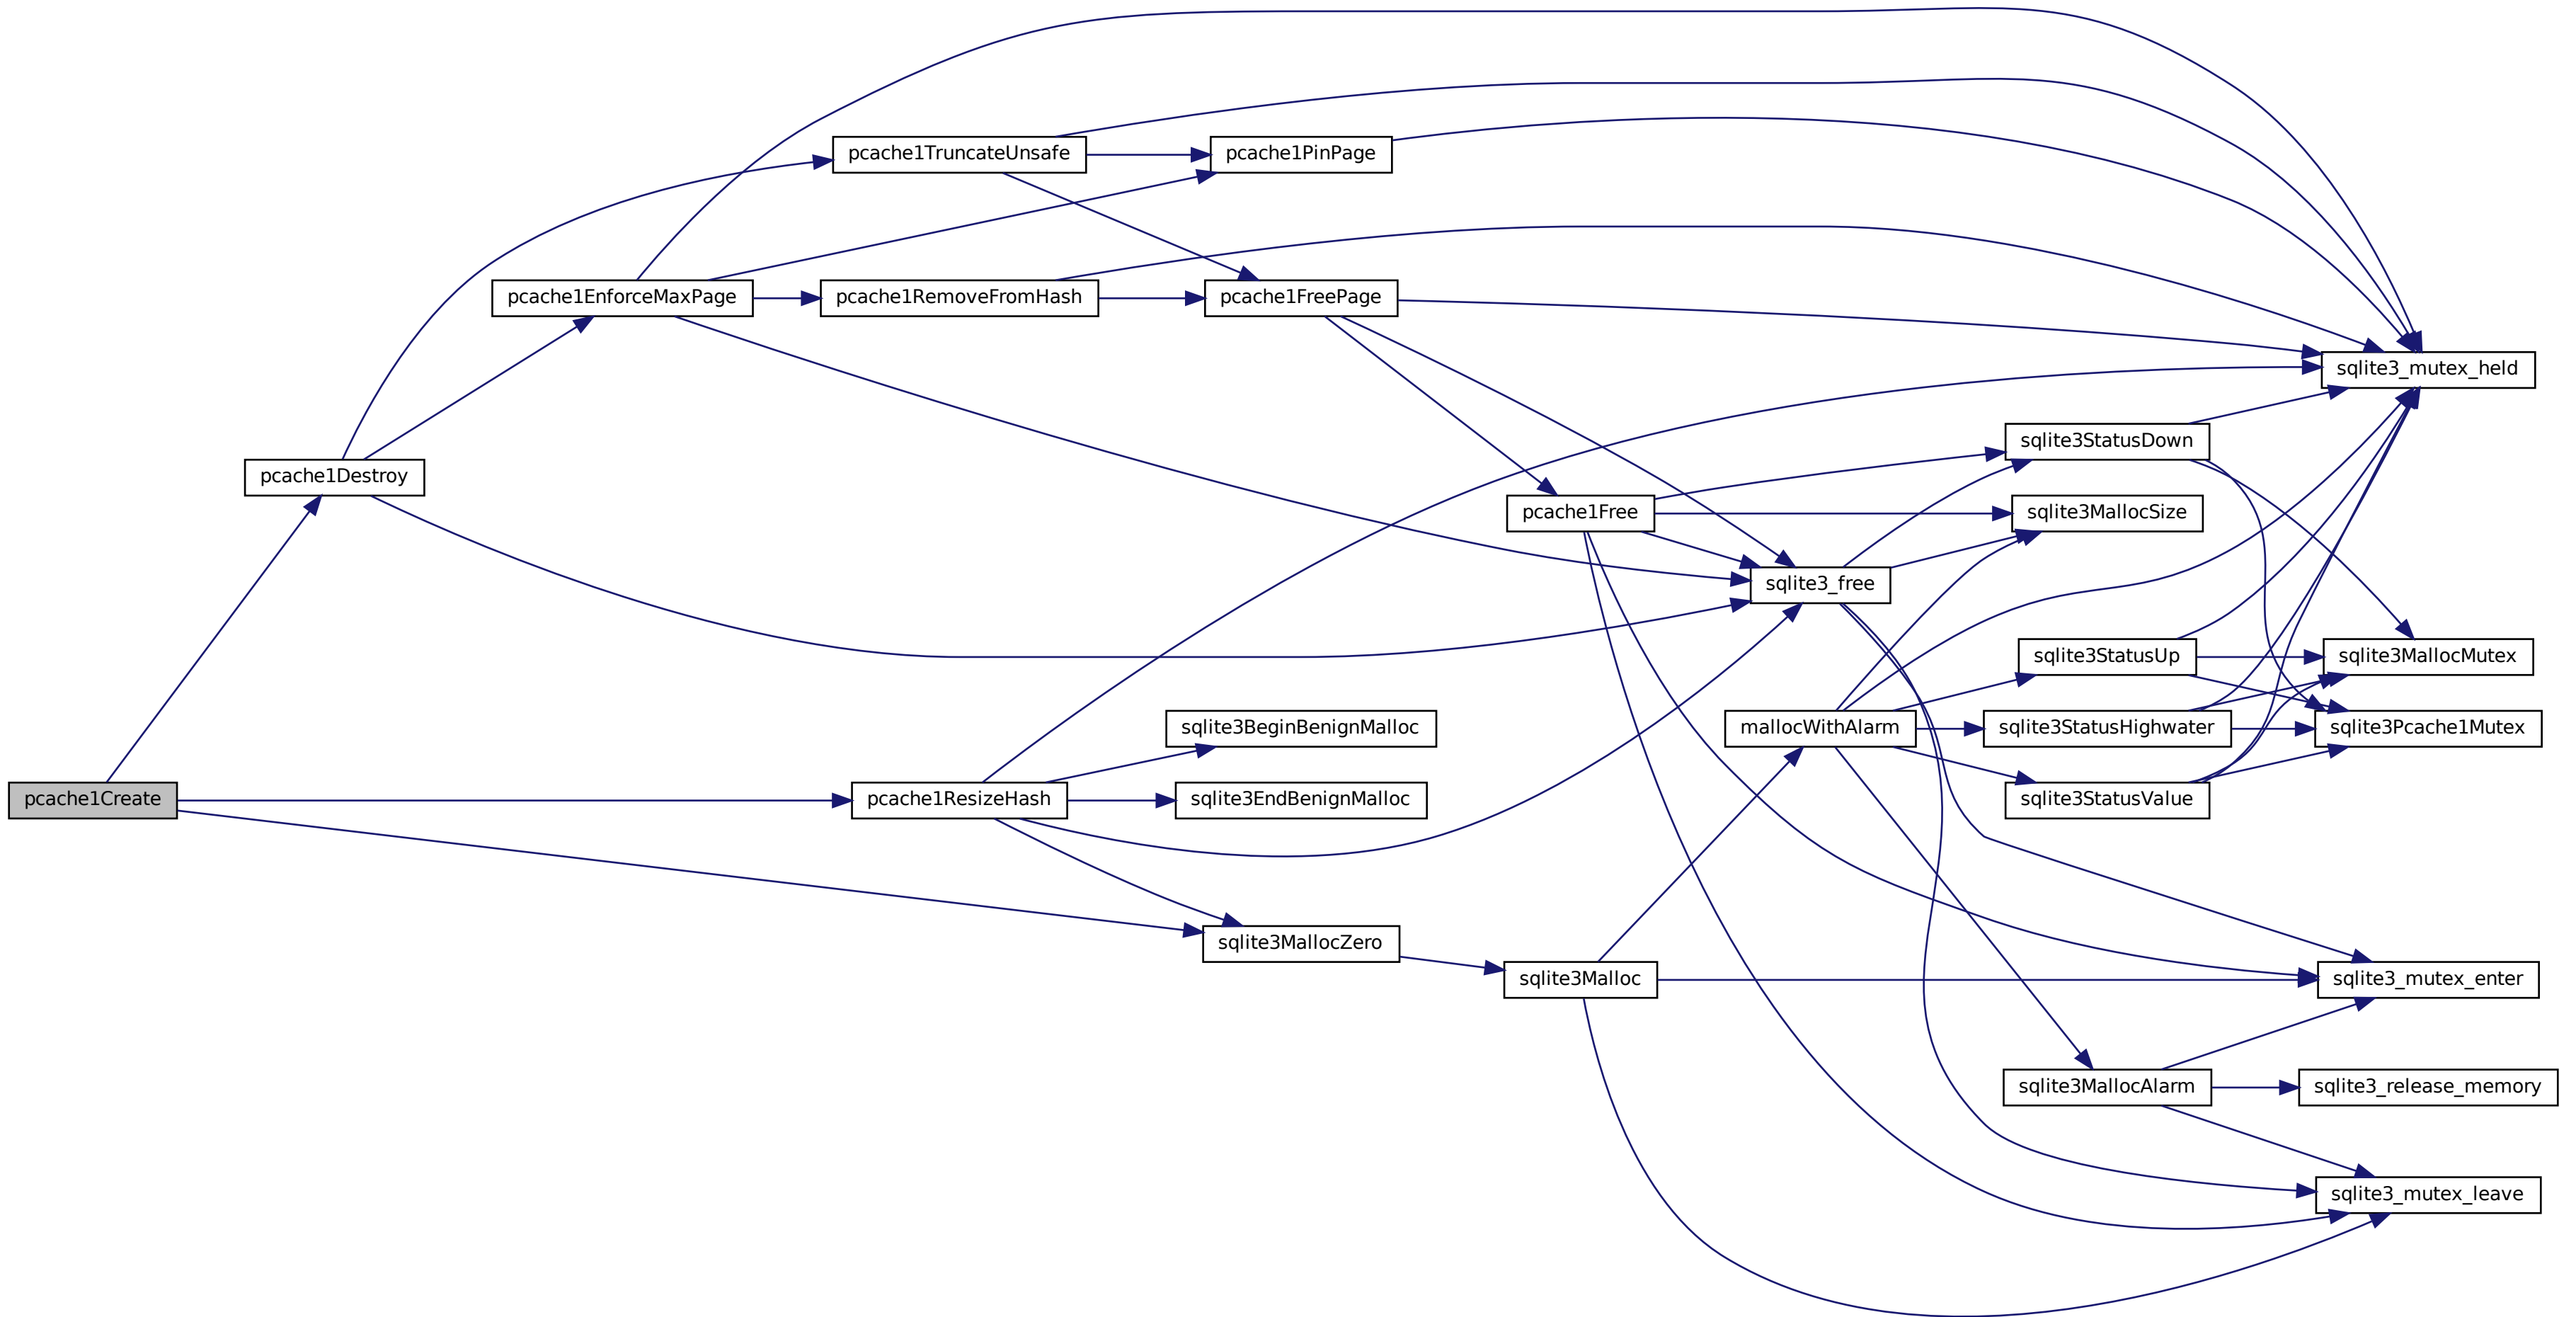 pcache1TruncateUnsafe
pcache1PinPage
pcache1EnforceMaxPage
pcache1RemoveFromHash
pcache1FreePage
sqlite3_mutex_held
sqlite3StatusDown
pcache1Destroy
pcache1Free
sqlite3MallocSize
sqlite3_free
sqlite3StatusUp
sqlite3MallocMutex
sqlite3BeginBenignMalloc
mallocWithAlarm
sqlite3StatusHighwater
sqlite3Pcache1Mutex
pcache1Create
pcache1ResizeHash
sqlite3EndBenignMalloc
sqlite3StatusValue
sqlite3MallocZero
sqlite3Malloc
sqlite3_mutex_enter
sqlite3MallocAlarm
sqlite3_release_memory
sqlite3_mutex_leave